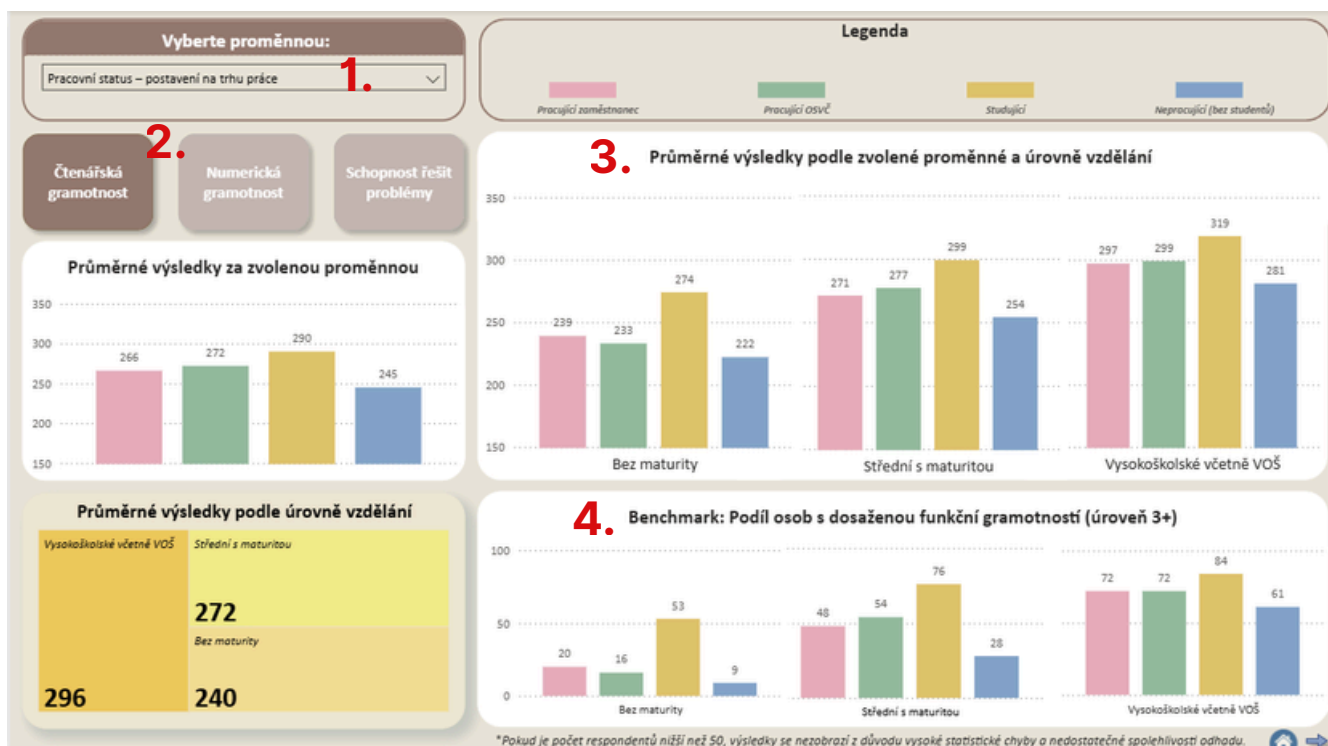 Vyberte proměnnou:
Pracovní status – postavení na trhu práce
1.
Legenda
Pracující zaměstnanec
Pracující OSVČ
Studující
Nepracující (bez studentů)
2.
Čtenářská
gramotnost
Numerická
gramotnost
Schopnost řešit
problémy
Průměrné výsledky za zvolenou proměnnou
350
300
250
200
150
266
272
290
245
Průměrné výsledky podle úrovně vzdělání
Vysokoškolské včetně VOŠ
296
Střední s maturitou
272
Bez maturity
240
3.
Průměrné výsledky podle zvolené proměnné a úrovně vzdělání
350
300
250
200
150
239
233
274
222
271
277
299
254
297
299
319
281
Bez maturity
Střední s maturitou
Vysokoškolské včetně VOŠ
4.
Benchmark: Podíl osob s dosaženou funkční gramotností (úroveň 3+)
100
50
0
20
16
53
9
48
54
76
28
72
72
84
61
Bez maturity
Střední s maturitou
Vysokoškolské včetně VOŠ
*Pokud je počet respondentů nižší než 50, výsledky se nezobrazí z důvodu vysoké statistické chyby a nedostatečné spolehlivosti odhadu.